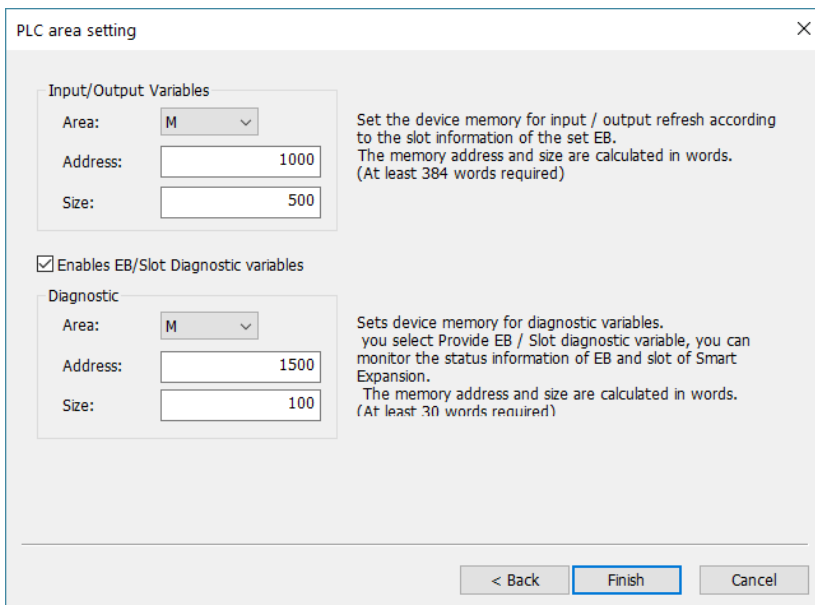 PLC area setting
Input/Output Variables
Area:
M
Address:
1000
Size:
500
Set the device memory for input / output refresh according
to the slot information of the set EB.
The memory address and size are calculated in words.
(At least 384 words required)
Enables EB/Slot Diagnostic variables
Diagnostic
Area:
M
Address:
1500
Size:
100
Sets device memory for diagnostic variables.
you select Provide EB / Slot diagnostic variable, you can
monitor the status information of EB and slot of Smart
Expansion.
The memory address and size are calculated in words.
(At least 30 words required)
< Back
Finish
Cancel